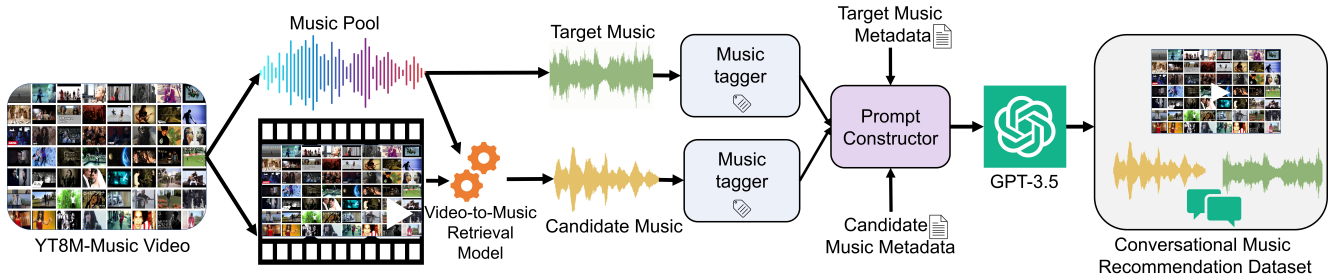 Music Pool
YT8M-Music Video
Video-to-Music
Retrieval
Model
Target Music
Candidate Music
Music
tagger
Music
tagger
Target Music
Metadata
Prompt
Constructor
Candidate
Music Metadata
GPT-3.5
Conversational Music
Recommendation Dataset